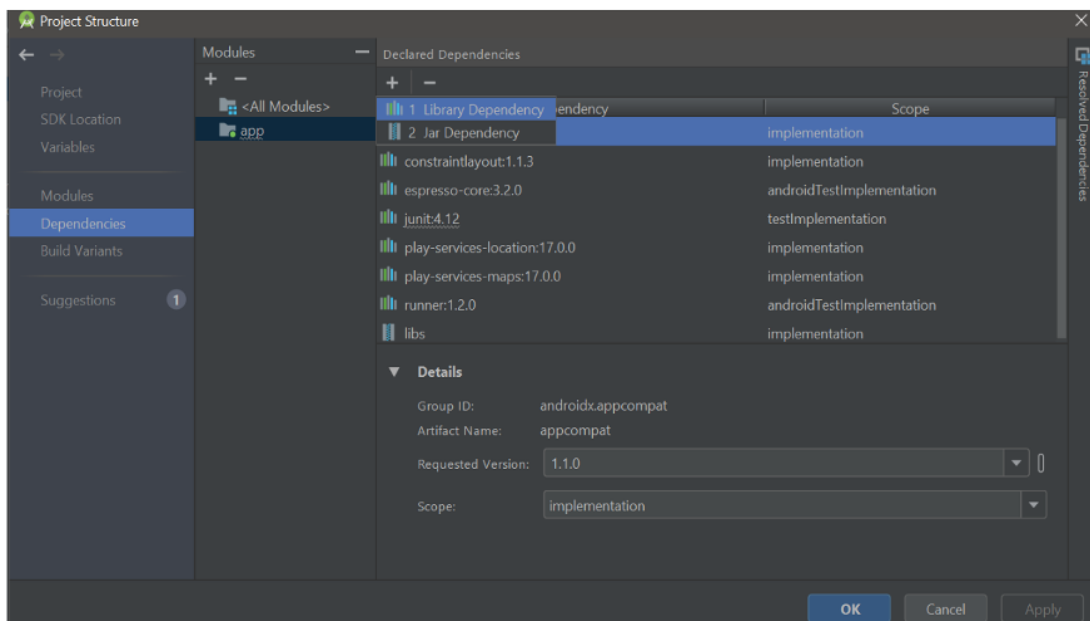 Project Structure
Modules
Declared Dependencies
Project
SDK Location
Variables
Modules
Dependencies
Build Variants
Suggestions
1
<All Modules>
app
1 Library Dependency
endency
Scope
2 Jar Dependency
implementation
constraintlayout:1.1.3
implementation
espresso-core:3.2.0
androidTestImplementation
junit:4.12
testImplementation
play-services-location:17.0.0
implementation
play-services-maps:17.0.0
implementation
runner:1.2.0
androidTestImplementation
libs
implementation
Details
Group ID: androidx.appcompat
Artifact Name: appcompat
Requested Version: 1.1.0
Scope: implementation
Resolved Dependencies
OK
Cancel
Apply